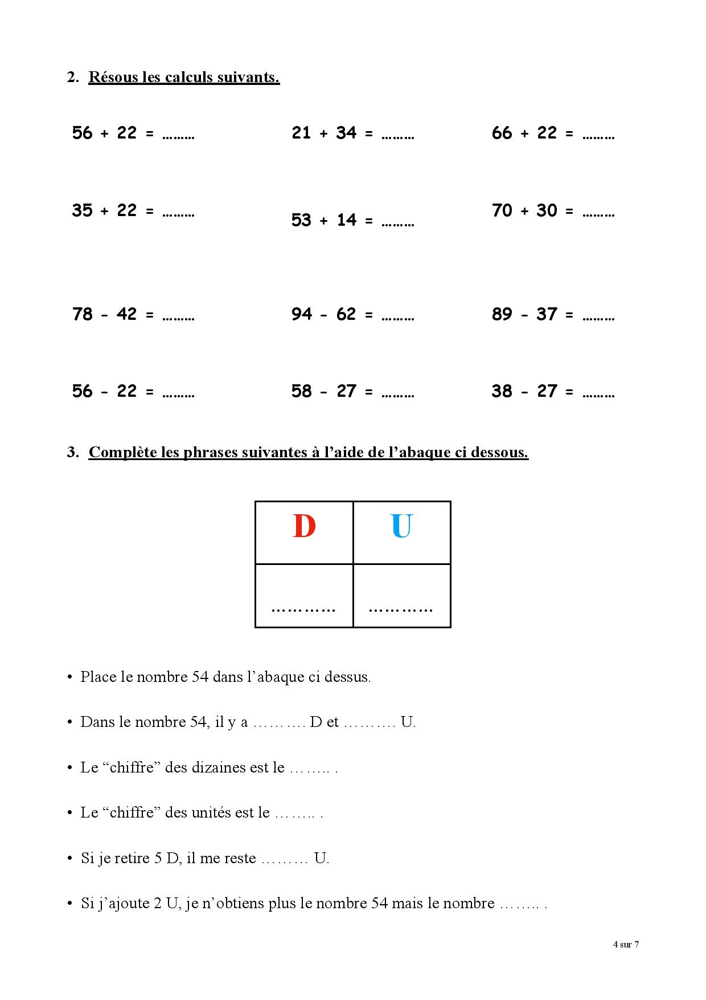 2. Résous les calculs suivants.
56 + 22 = ……… 21 + 34 = ……… 66 + 22 = ………
35 + 22 = ……… 53 + 14 = ……… 70 + 30 = ………
78 - 42 = ……… 94 - 62 = ……… 89 - 37 = ………
56 - 22 = ……… 58 - 27 = ……… 38 - 27 = ………
3. Complète les phrases suivantes à l’aide de l’abaque ci dessous.
D U
………… …………
• Place le nombre 54 dans l’abaque ci dessus.
• Dans le nombre 54, il y a ………. D et ………. U.
• Le “chiffre” des dizaines est le …….. .
• Le “chiffre” des unités est le …….. .
• Si je retire 5 D, il me reste ……… U.
• Si j’ajoute 2 U, je n’obtiens plus le nombre 54 mais le nombre …….. .
4 sur 7